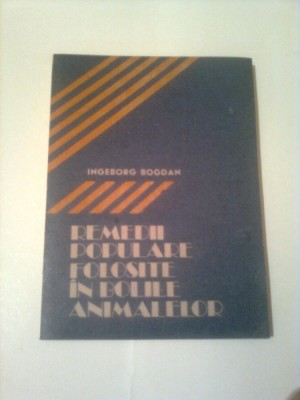 INGEBORG BOGDAN
REMEDII
POPULARE
FOLOSITE
ÎN BOLILE
ANIMALELOR